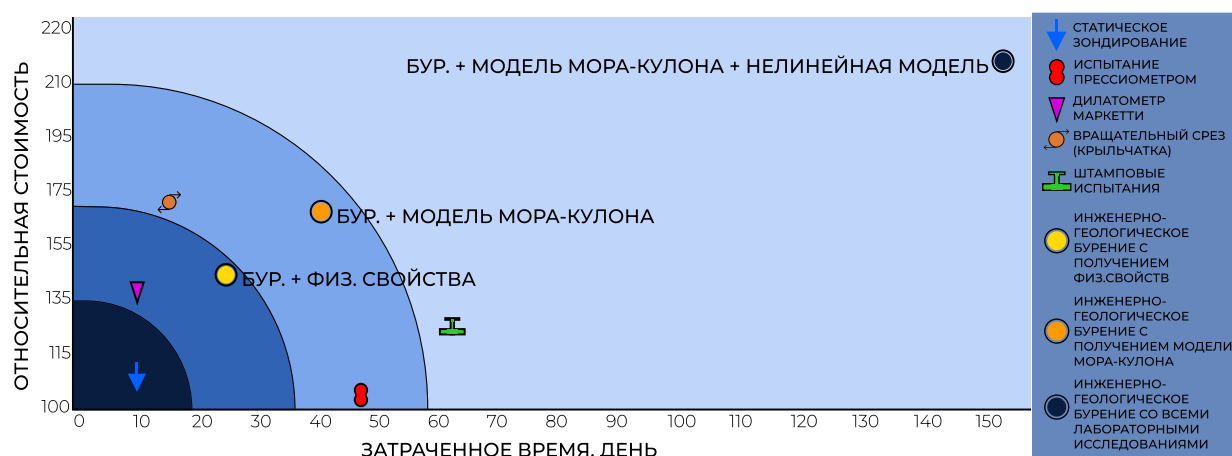 220
210
195
175
155
135
115
100
ОТНОСИТЕЛЬНАЯ СТОИМОСТЬ
БУР. + МОДЕЛЬ МОРА-КУЛОНА + НЕЛИНЕЙНАЯ МОДЕЛЬ
БУР. + МОДЕЛЬ МОРА-КУЛОНА
БУР. + ФИЗ. СВОЙСТВА
0 10 20 30 40 50 60 70 80 90 100 110 120 130 140 150
ЗАТРАЧЕННОЕ ВРЕМЯ, ДЕНЬ
СТАТИЧЕСКОЕ
ЗОНДИРОВАНИЕ
ИСПЫТАНИЕ
ПРЕССИОМЕТРОМ
ДИЛАТОМЕТР
МАРКЕТТИ
ВРАЩАТЕЛЬНЫЙ СРЕЗ
(КРЫЛЬЧАТКА)
ШТАМПОВЫЕ
ИСПЫТАНИЯ
ИНЖЕНЕРНО-
ГЕОЛОГИЧЕСКОЕ
БУРЕНИЕ С
ПОЛУЧЕНИЕМ
ФИЗ.СВОЙСТВ
ИНЖЕНЕРНО-
ГЕОЛОГИЧЕСКОЕ
БУРЕНИЕ С
ПОЛУЧЕНИЕМ МОДЕЛИ
МОРА-КУЛОНА
ИНЖЕНЕРНО-
ГЕОЛОГИЧЕСКОЕ
БУРЕНИЕ СО ВСЕМИ
ЛАБОРАТОРНЫМИ
ИССЛЕДОВАНИЯМИ